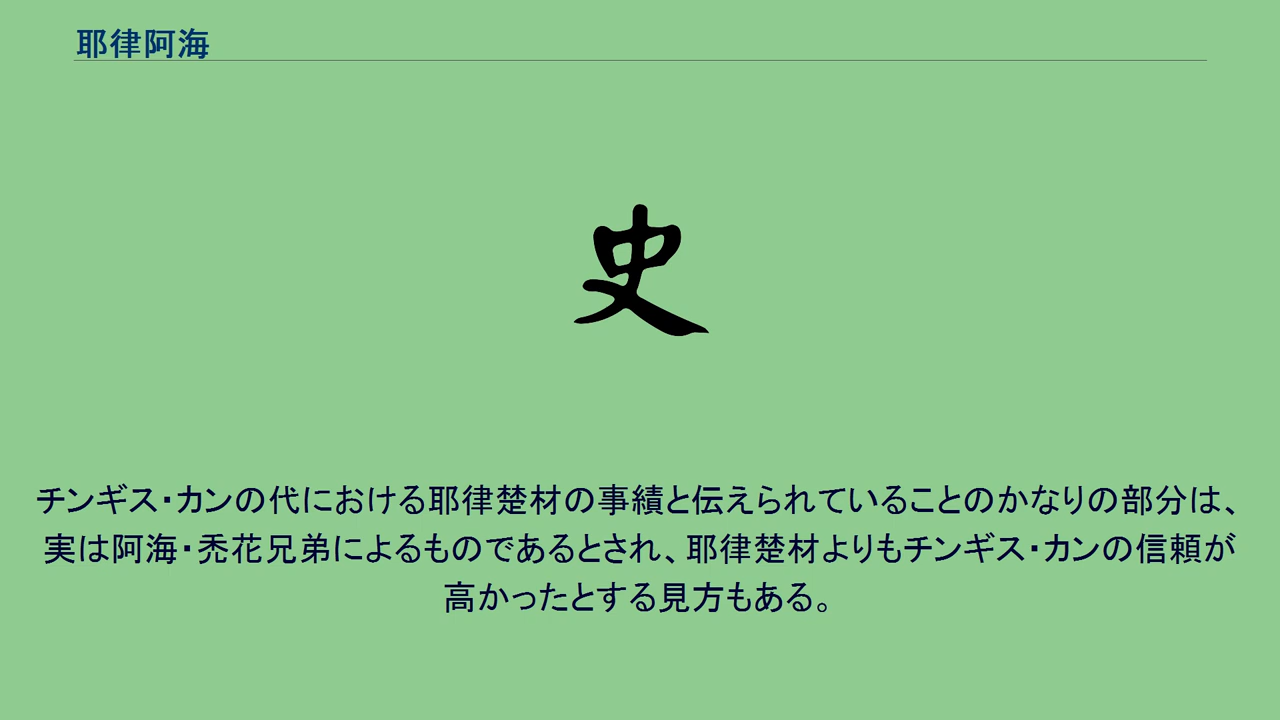 耶律阿海
史
チンギス・カンの代における耶律楚材の事績と伝えられていることのかなりの部分は、
実は阿海・禿花兄弟によるものであるとされ、耶律楚材よりもチンギス・カンの信頼が
高かったとする見方もある。